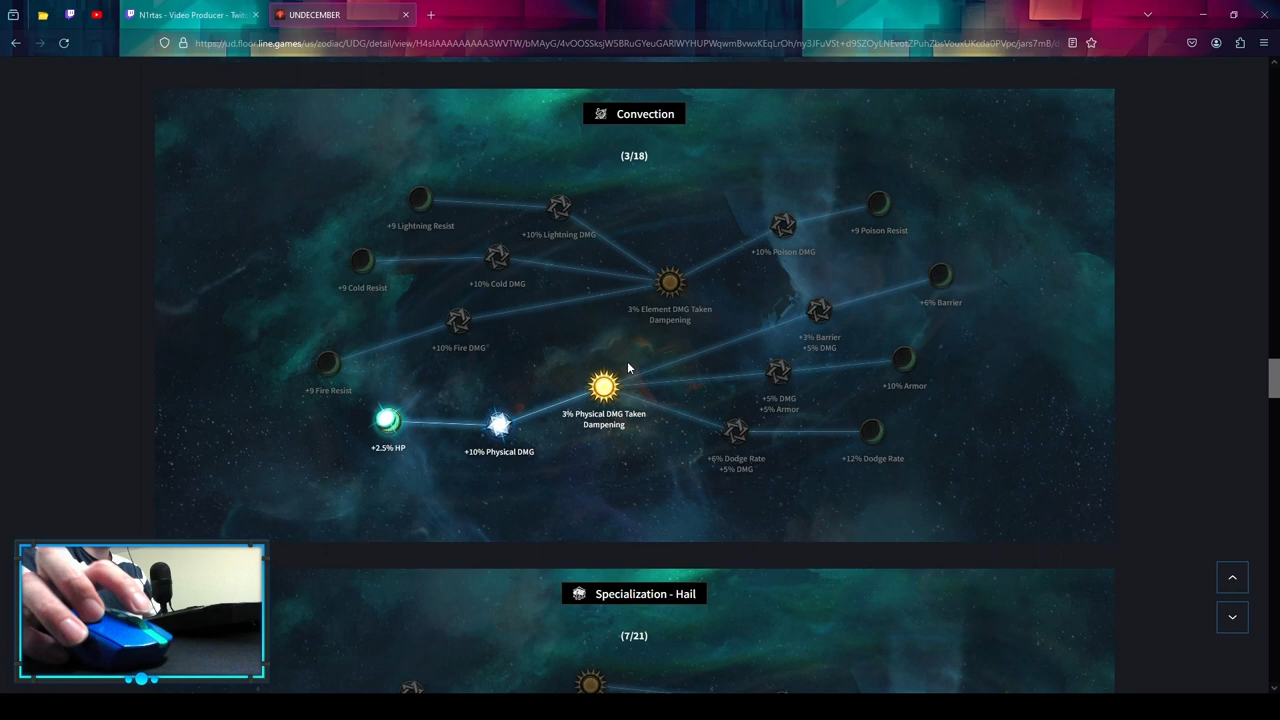 N1rtas - Video Producer - Twitc
UNDECEMBER
Convection
(3/18)
+9 Lightning Resist
+10% Lightning DMG
+10% Poison DMG
+9 Poison Resist
+9 Cold Resist
+10% Cold DMG
3% Element DMG Taken
Dampening
+6% Barrier
+9 Fire Resist
+10% Fire DMG
+3% Barrier
+5% DMG
+10% Armor
+5% DMG
+5% Armor
3% Physical DMG Taken
Dampening
+2.5% HP
+10% Physical DMG
+6% Dodge Rate
+5% DMG
+12% Dodge Rate
Specialization - Hail
(7/21)